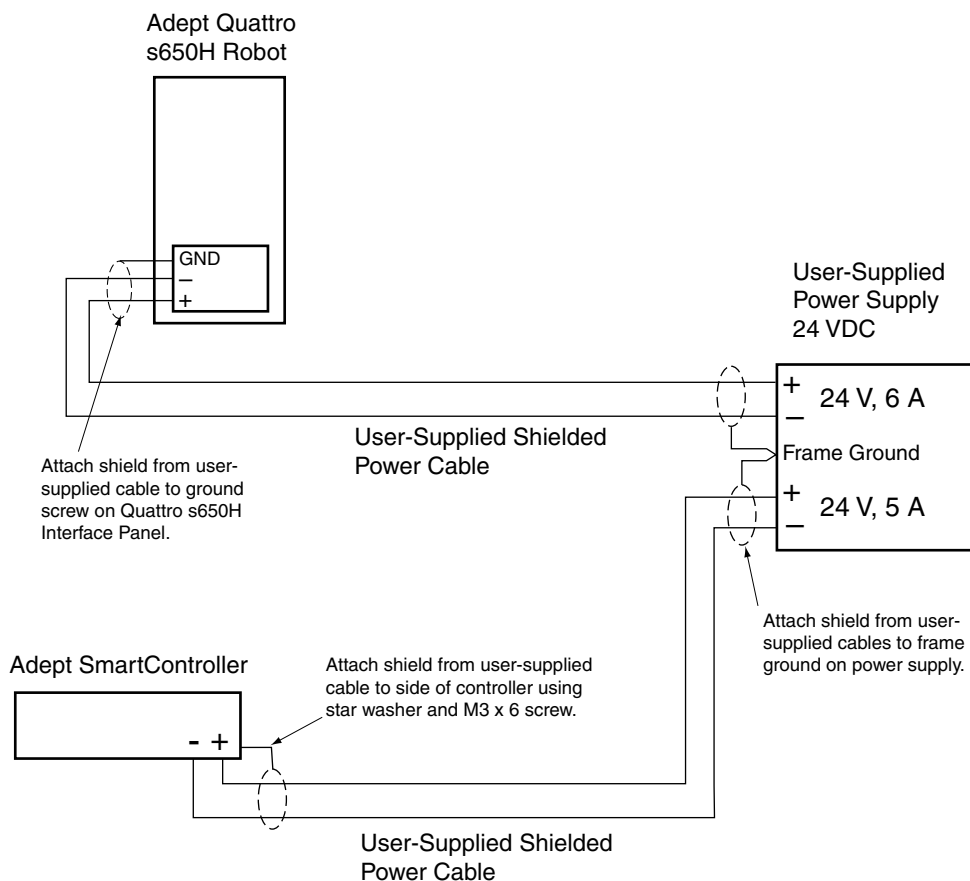 Adept Quattro
s650H Robot
GND
–
+
User-Supplied
Power Supply
24 VDC
+
24 V, 6 A
–
User-Supplied Shielded
Power Cable
Frame Ground
Attach shield from user-
supplied cable to ground
screw on Quattro s650H
Interface Panel.
+
24 V, 5 A
–
Attach shield from user-
supplied cables to frame
ground on power supply.
Adept SmartController
Attach shield from user-supplied
cable to side of controller using
star washer and M3 x 6 screw.
- +
User-Supplied Shielded
Power Cable